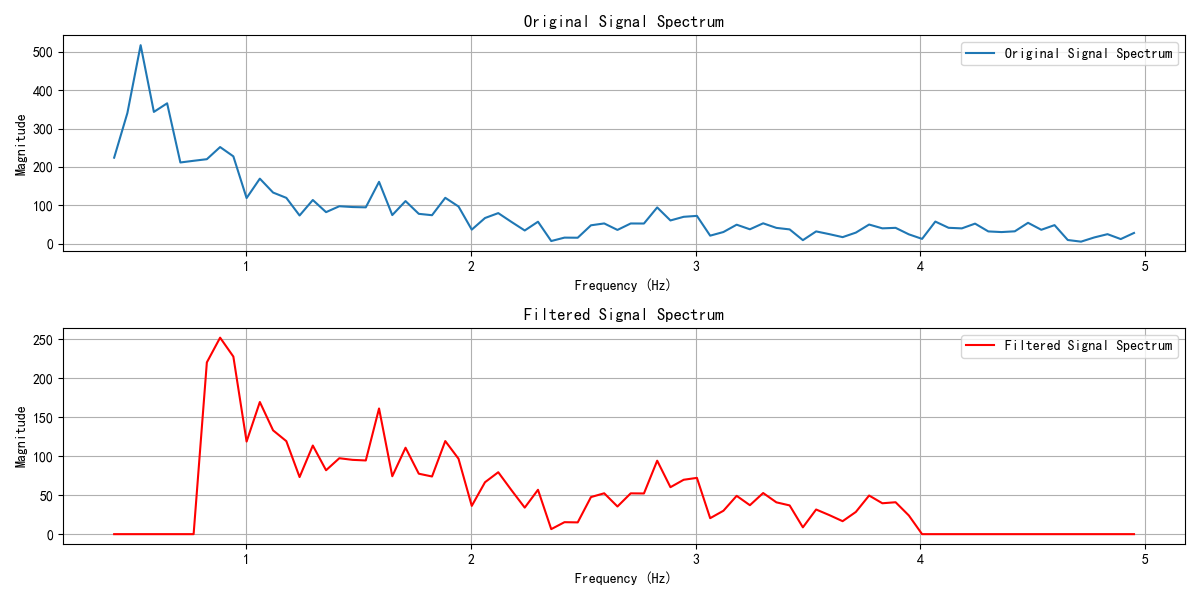 Original Signal Spectrum
Original Signal Spectrum
500
400
300
200
100
0
Magnitude
1 2 3 4 5
Frequency (Hz)
Filtered Signal Spectrum
Filtered Signal Spectrum
250
200
150
100
50
0
Magnitude
1 2 3 4 5
Frequency (Hz)